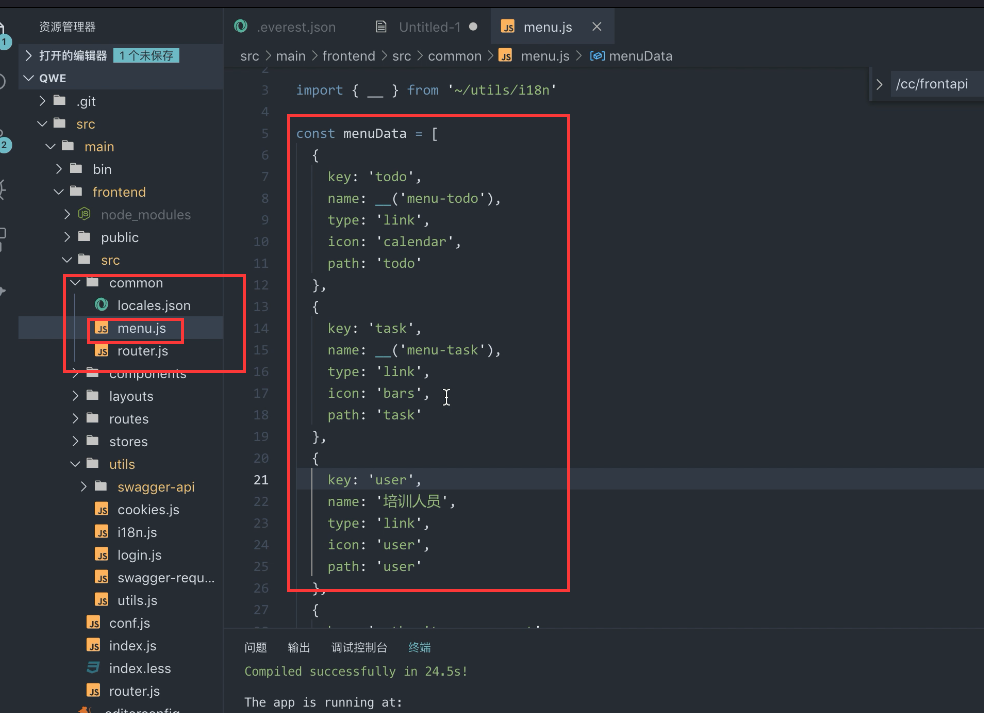 资源管理器
.everest.json
Untitled-1
menu.js
1
打开的编辑器 1 个未保存
src > main > frontend > src > common > menu.js > menuData
QWE
.git
src
2
main
bin
frontend
node_modules
public
src
common
locales.json
menu.js
router.js
components
layouts
routes
stores
utils
swagger-api
cookies.js
i18n.js
login.js
swagger-requ...
utils.js
conf.js
index.js
index.less
router.js
/cc/frontapi
2
3 import { __ } from '~/utils/i18n'
4
5 const menuData = [
6 {
7 key: 'todo',
8 name: __('menu-todo'),
9 type: 'link',
10 icon: 'calendar',
11 path: 'todo'
12 },
13 {
14 key: 'task',
15 name: __('menu-task'),
16 type: 'link',
17 icon: 'bars',
18 path: 'task'
19 },
20 {
21 key: 'user',
22 name: '培训人员',
23 type: 'link',
24 icon: 'user',
25 path: 'user'
26 },
27 {
问题 输出 调试控制台 终端
Compiled successfully in 24.5s!
The app is running at: